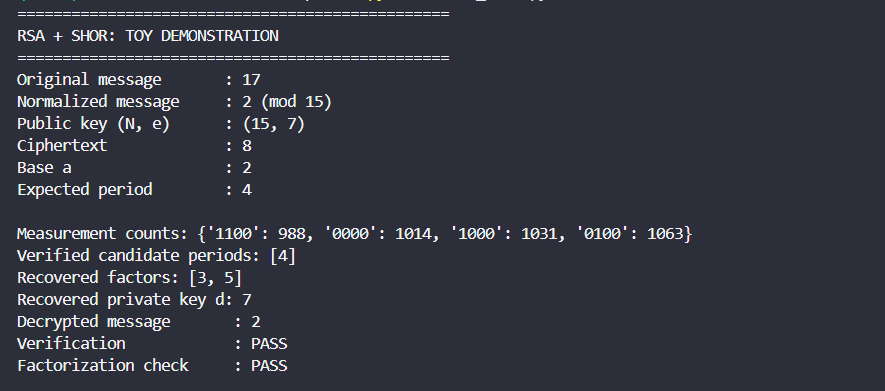 ================================================
RSA + SHOR: TOY DEMONSTRATION
================================================
Original message : 17
Normalized message : 2 (mod 15)
Public key (N, e) : (15, 7)
Ciphertext : 8
Base a : 2
Expected period : 4
Measurement counts: {'1100': 988, '0000': 1014, '1000': 1031, '0100': 1063}
Verified candidate periods: [4]
Recovered factors: [3, 5]
Recovered private key d: 7
Decrypted message : 2
Verification : PASS
Factorization check : PASS